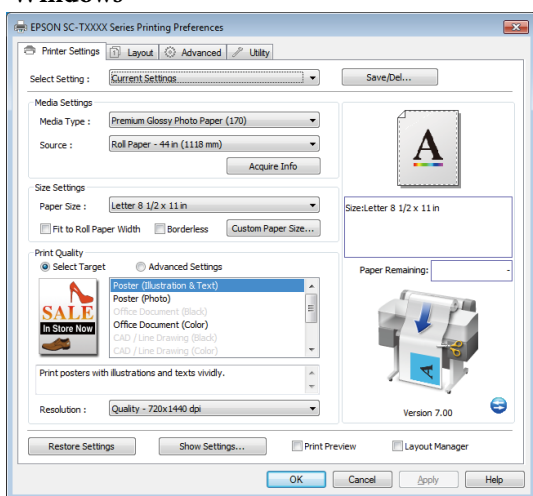 Windows
EPSON SC-TXXXX Series Printing Preferences
Printer Settings
Layout
Advanced
Utility
Select Setting :
Current Settings
Save/Del...
Media Settings
Media Type :
Premium Glossy Photo Paper (170)
Source :
Roll Paper - 44 in (1118 mm)
Acquire Info
A
Size Settings
Paper Size :
Letter 8 1/2 x 11 in
Fit to Roll Paper Width
Borderless
Custom Paper Size...
Size:Letter 8 1/2 x 11 in
Print Quality
Select Target
Advanced Settings
Paper Remaining:
-
SALE
In Store Now
Poster (Illustration & Text)
Poster (Photo)
Office Document (Black)
Office Document (Color)
CAD / Line Drawing (Black)
CAD / Line Drawing (Color)
A
Print posters with illustrations and texts vividly.
Resolution :
Quality - 720x1440 dpi
Version 7.00
Restore Settings
Show Settings...
Print Preview
Layout Manager
OK
Cancel
Apply
Help